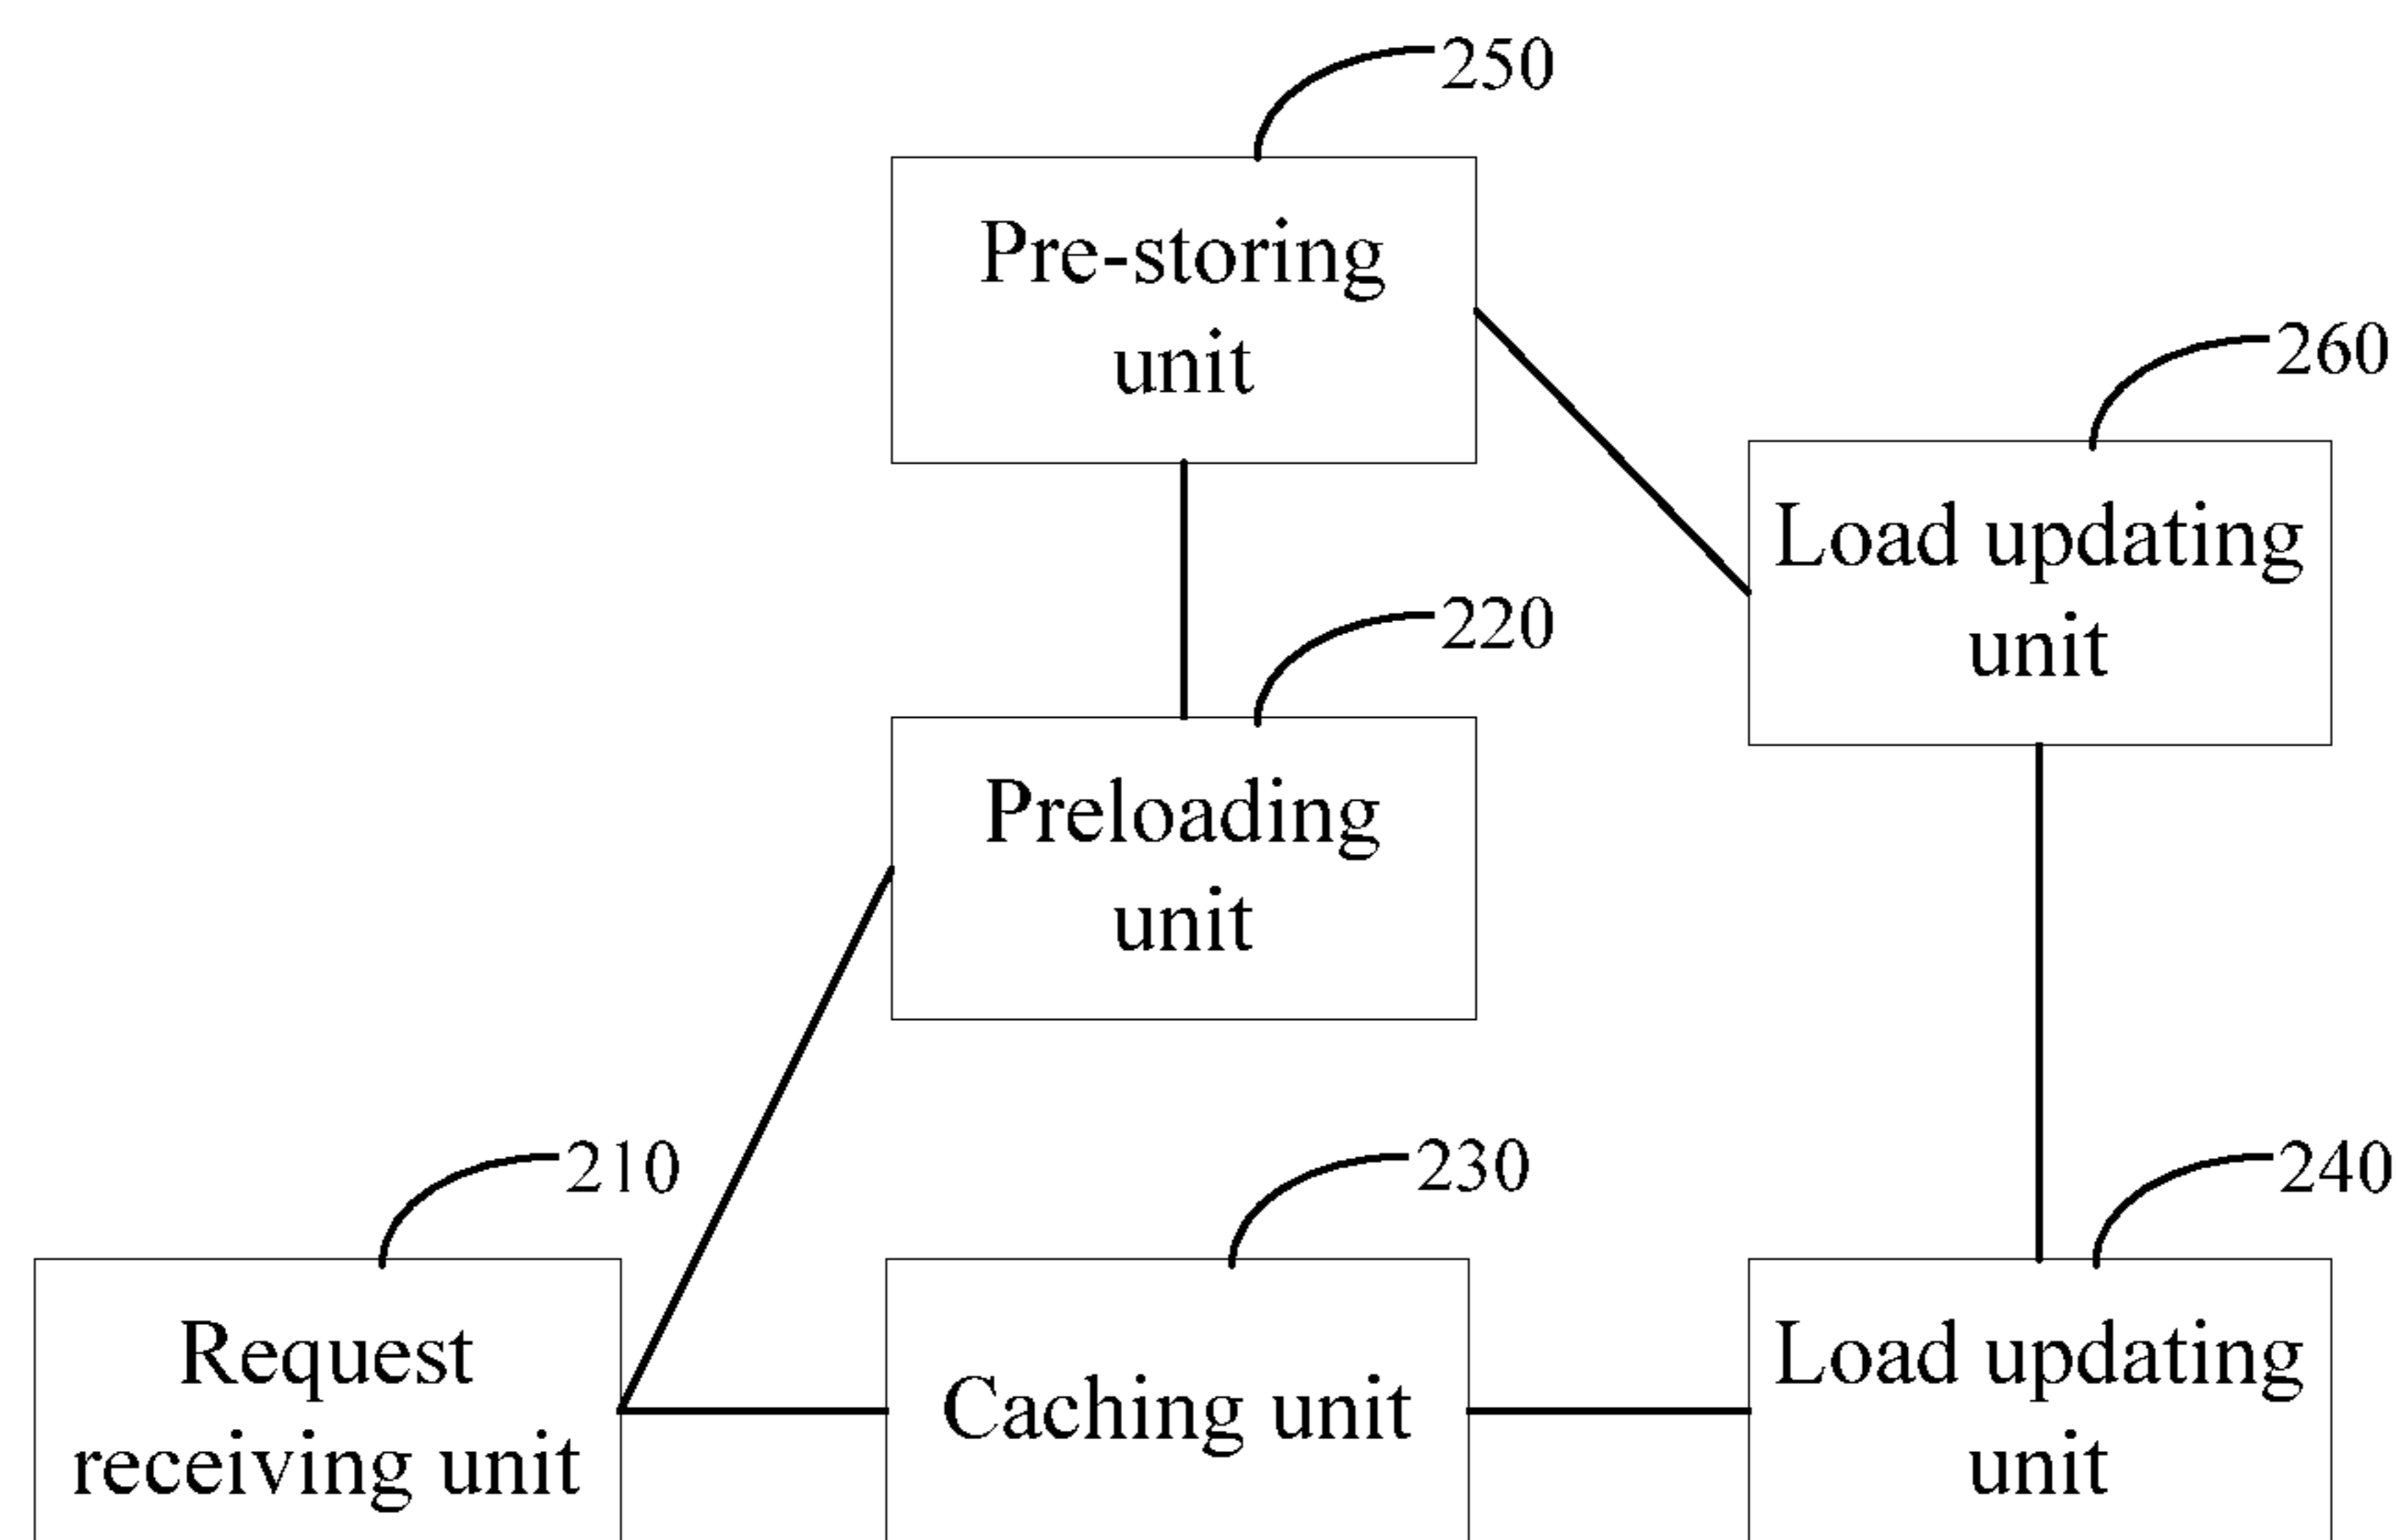 250
Pre-storing
unit
260
Load updating
unit
220
Preloading
unit
210
230
240
Request
receiving unit
Caching unit
Load updating
unit